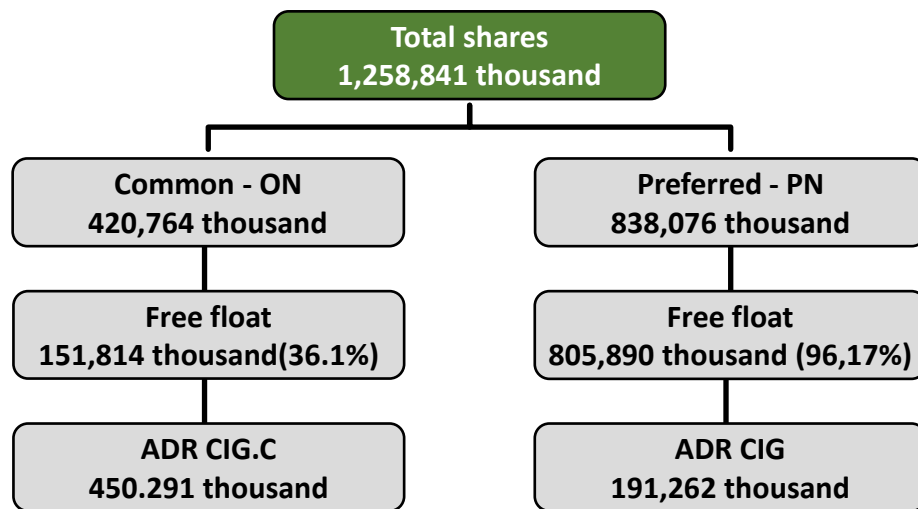 Total shares
1,258,841 thousand
Common - ON
420,764 thousand
Preferred - PN
838,076 thousand
Free float
151,814 thousand(36.1%)
Free float
805,890 thousand (96,17%)
ADR CIG.C
450.291 thousand
ADR CIG
191,262 thousand